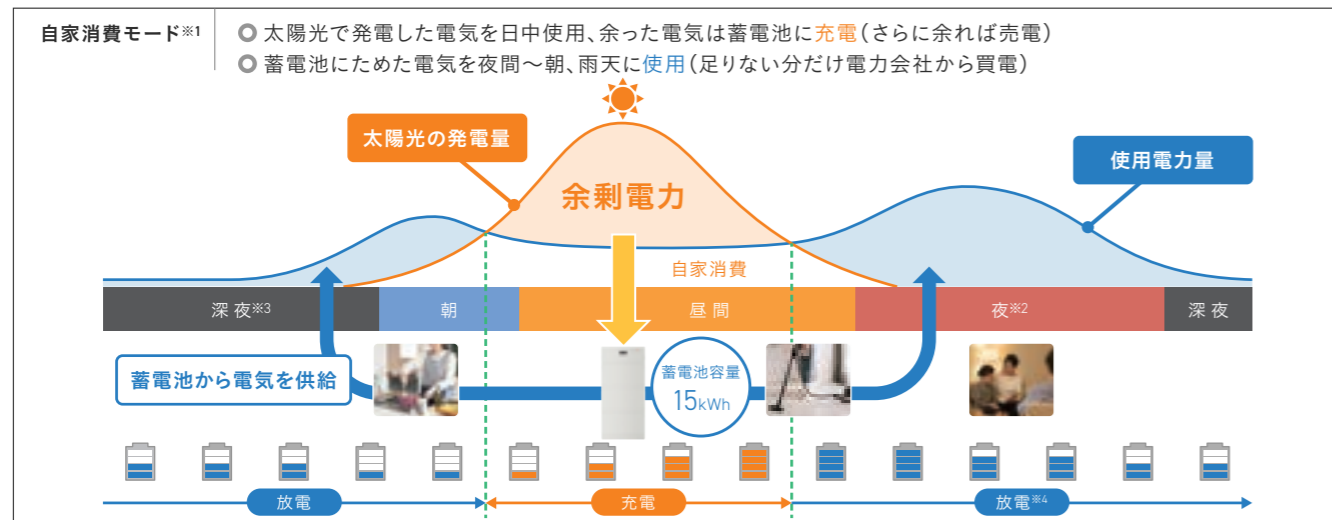 自家消費モード※1
◎ 太陽光で発電した電気を日中使用、余った電気は蓄電池に充電(さらに余れば売電)
◎ 蓄電池にためた電気を夜間〜朝、雨天に使用(足りない分だけ電力会社から買電)
太陽光の発電量
使用電力量
余剰電力
自家消費
深夜※3 朝 昼間 夜※2 深夜
蓄電池から電気を供給
蓄電池容量
15kWh
放電 充電 放電※4